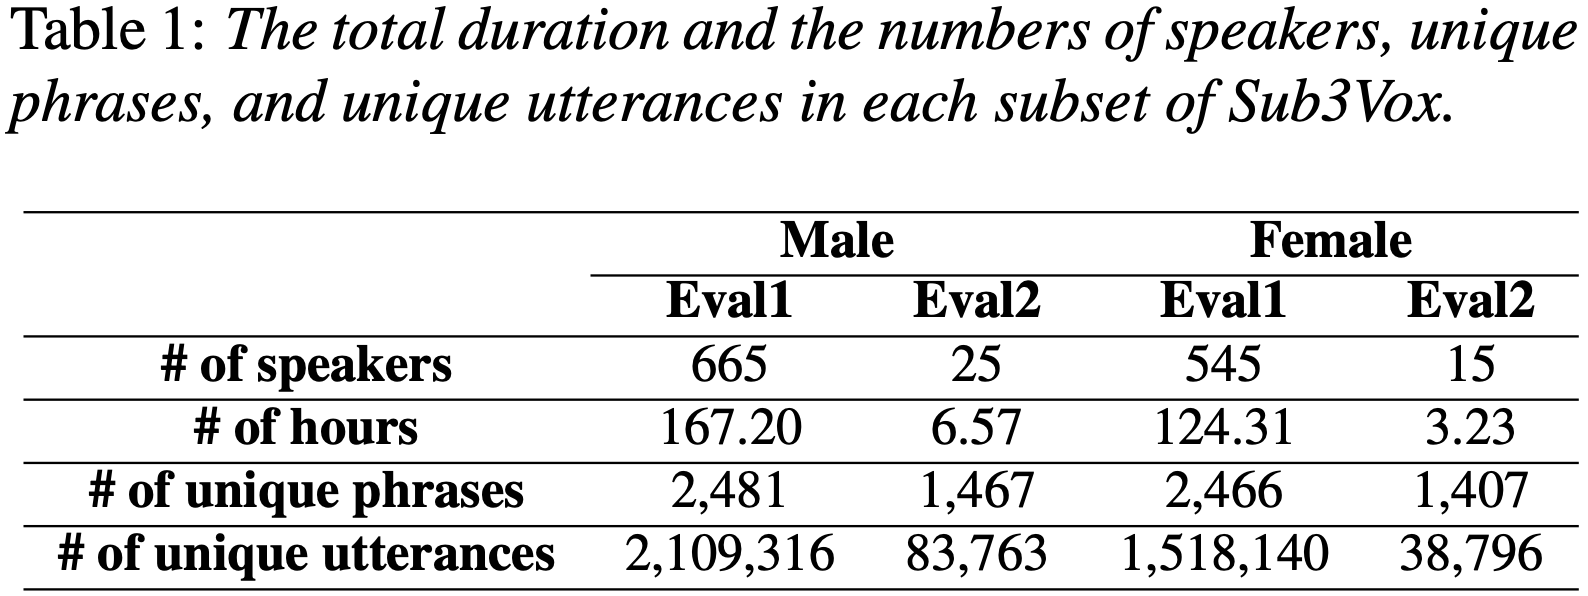 Table 1: The total duration and the numbers of speakers, unique
phrases, and unique utterances in each subset of Sub3Vox.
Male Female
Eval1 Eval2 Eval1 Eval2
# of speakers 665 25 545 15
# of hours 167.20 6.57 124.31 3.23
# of unique phrases 2,481 1,467 2,466 1,407
# of unique utterances 2,109,316 83,763 1,518,140 38,796